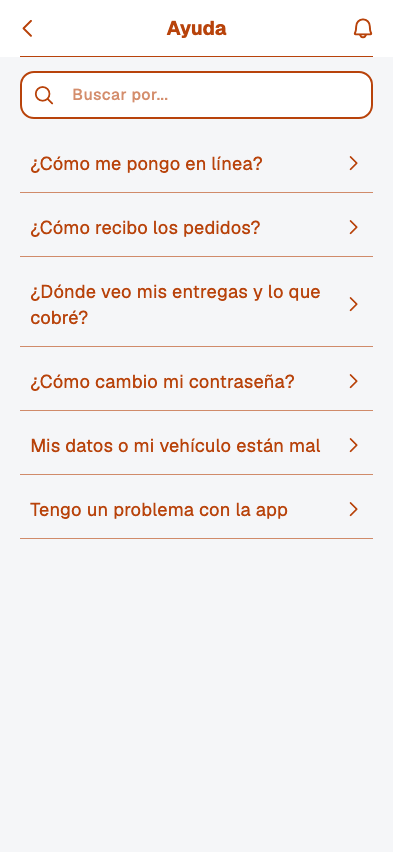 Ayuda
Buscar por...
¿Cómo me pongo en línea?
¿Cómo recibo los pedidos?
¿Dónde veo mis entregas y lo que
cobré?
¿Cómo cambio mi contraseña?
Mis datos o mi vehículo están mal
Tengo un problema con la app